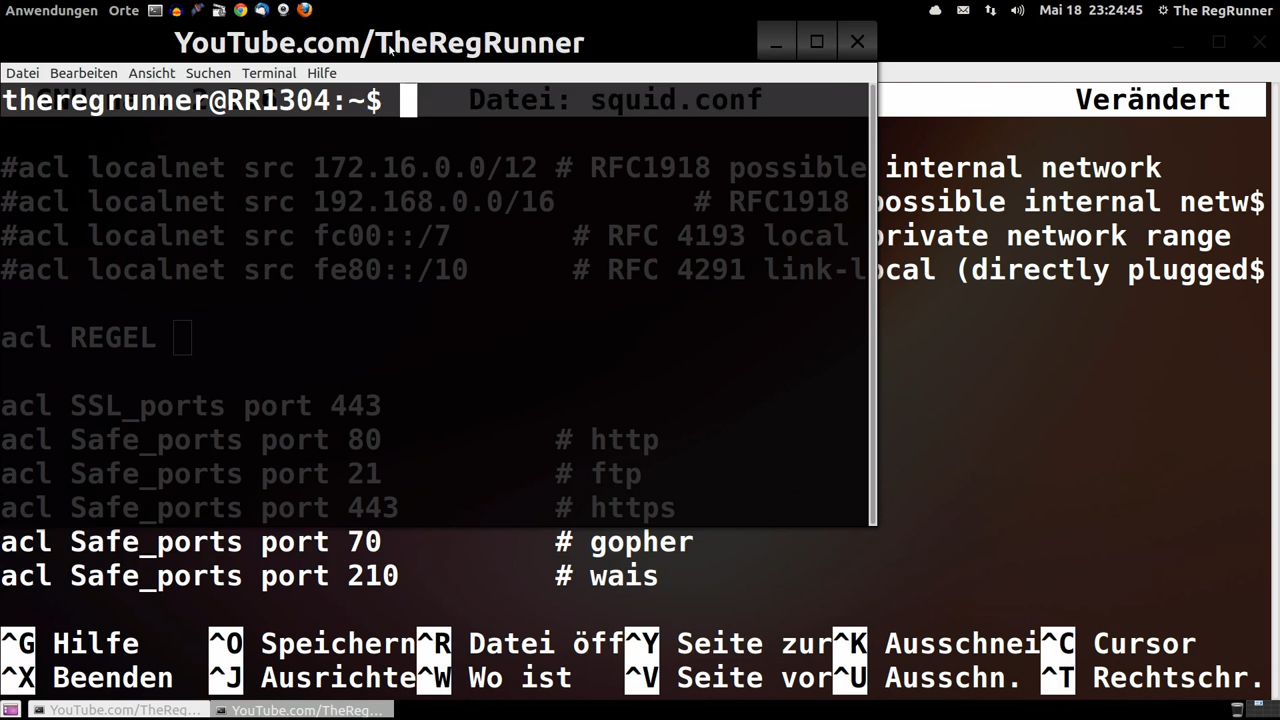 Anwendungen Orte Mai 18 23:24:45 The RegRunner
YouTube.com/TheRegRunner
Datei Bearbeiten Ansicht Suchen Terminal Hilfe
theregrunner@RR1304:~$ Datei: squid.conf Verändert
#acl localnet src 172.16.0.0/12 # RFC1918 possible internal network
#acl localnet src 192.168.0.0/16 # RFC1918 possible internal netw$
#acl localnet src fc00::/7 # RFC 4193 local private network range
#acl localnet src fe80::/10 # RFC 4291 link-local (directly plugged$
acl REGEL
acl SSL_ports port 443
acl Safe_ports port 80 # http
acl Safe_ports port 21 # ftp
acl Safe_ports port 443 # https
acl Safe_ports port 70 # gopher
acl Safe_ports port 210 # wais
^G Hilfe ^O Speichern ^R Datei öff ^Y Seite zur ^K Ausschnei ^C Cursor
^X Beenden ^J Ausrichte ^W Wo ist ^V Seite vor ^U Ausschn. ^T Rechtschr.
YouTube.com/TheReg... YouTube.com/TheReg...